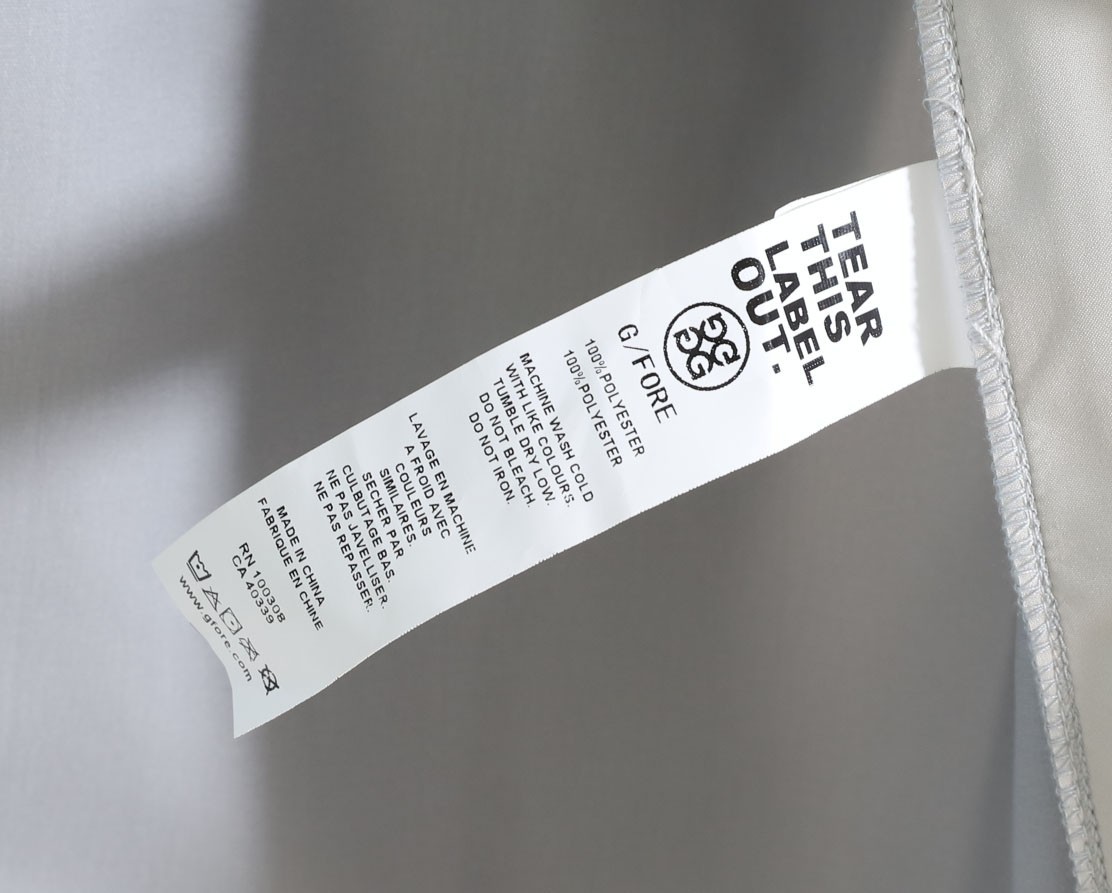 TEAR
THIS
LABEL
OUT.
G/FORE
100% POLYESTER
100% POLYESTER
MACHINE WASH COLD
WITH LIKE COLOURS.
TUMBLE DRY LOW.
DO NOT BLEACH.
DO NOT IRON.
LAVAGE EN MACHINE
A FROID AVEC
COULEURS
SIMILAIRES.
SECHER PAR
CULBUTAGE BAS.
NE PAS JAVELLISER.
NE PAS REPASSER.
MADE IN CHINA
FABRIQUE EN CHINE
RN 100308
CA 40339
www.gfore.com